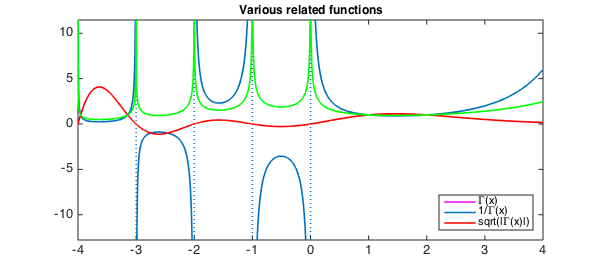 Various related functions
10
5
0
-5
-10
-4 -3 -2 -1 0 1 2 3 4
Γ(x)
1/Γ(x)
sqrt(|Γ(x)|)